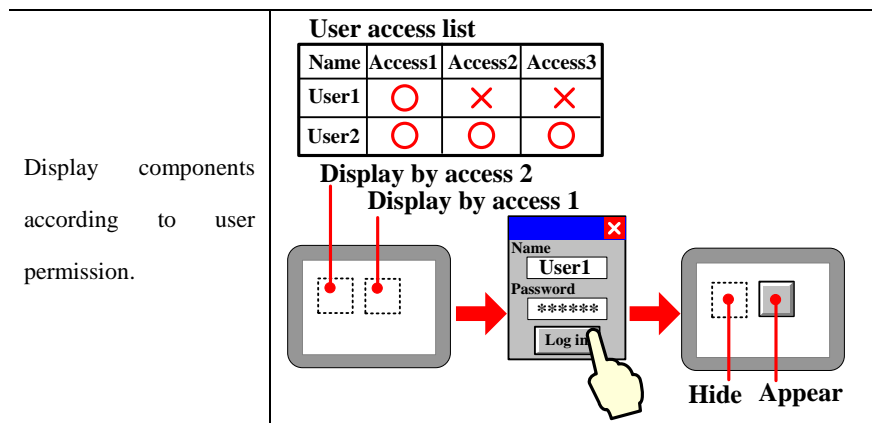 User access list
Name Access1 Access2 Access3
User1
User2
Display components
according to user
permission.
Display by access 2
Display by access 1
Name
User1
Password
******
Log in
Hide Appear